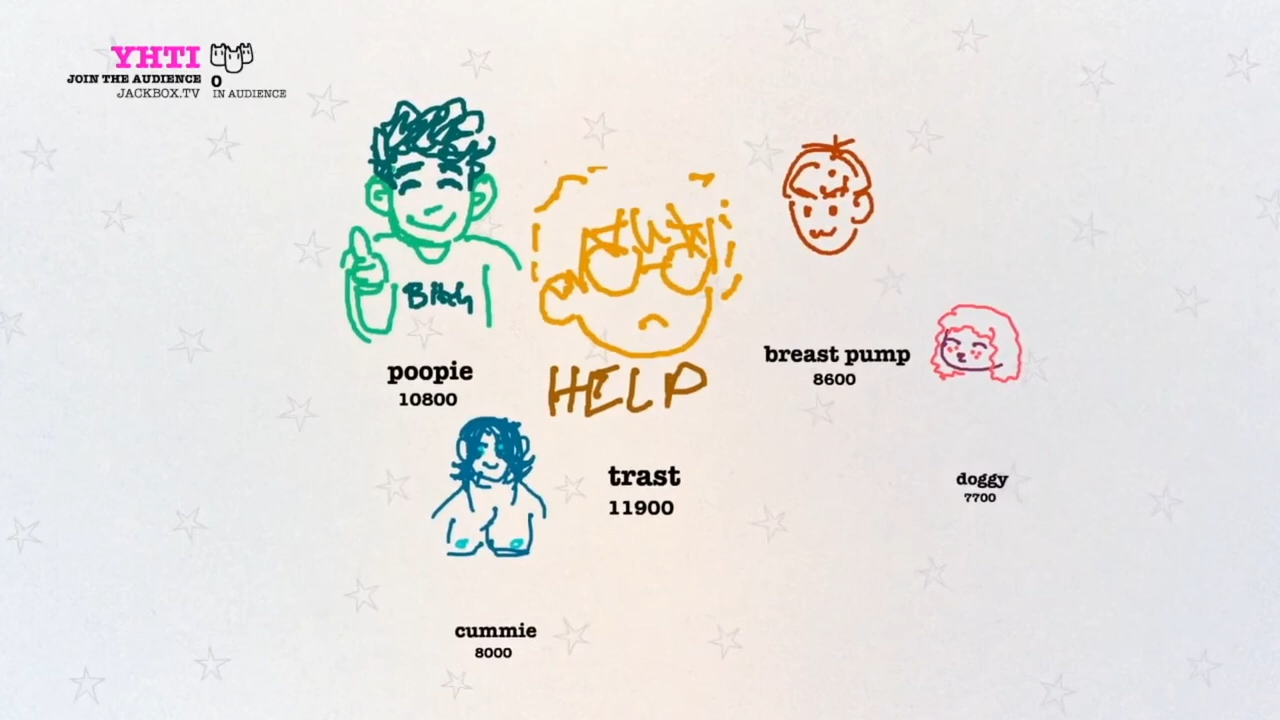 YHTI
JOIN THE AUDIENCE
JACKBOX.TV
0
IN AUDIENCE
Bitch
poopie
10800
HELP
trast
11900
breast pump
8600
doggy
7700
cummie
8000